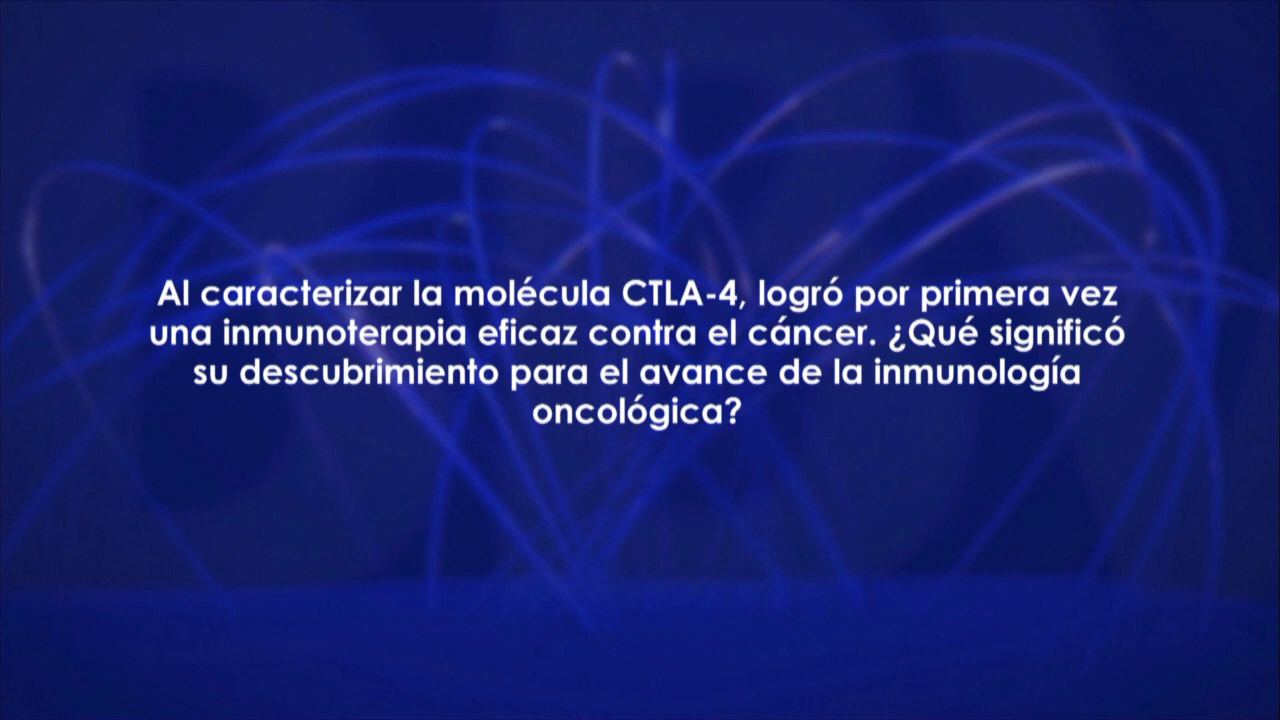 Al caracterizar la molécula CTLA-4, logró por primera vez
una inmunoterapia eficaz contra el cáncer. ¿Qué significó
su descubrimiento para el avance de la inmunología
oncológica?